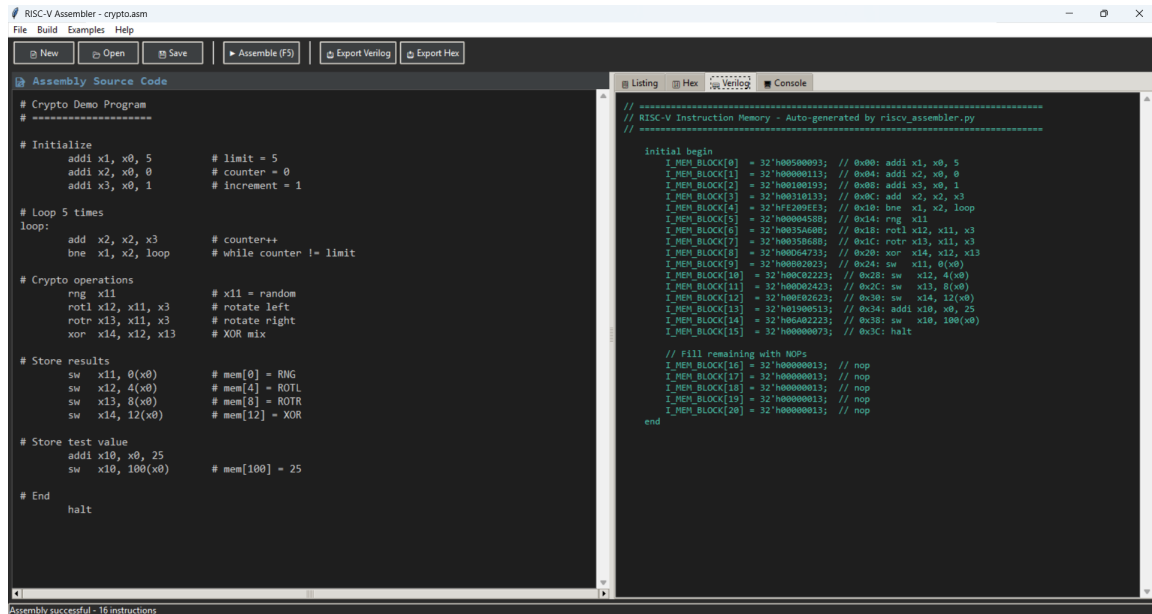 RISC-V Assembler - crypto.asm
File Build Examples Help
New Open Save Assemble (F5) Export Verilog Export Hex
Assembly Source Code
# Crypto Demo Program
# ====================
# Initialize
addi x1, x0, 5 # limit = 5
addi x2, x0, 0 # counter = 0
addi x3, x0, 1 # increment = 1
# Loop 5 times
loop:
add x2, x2, x3 # counter++
bne x1, x2, loop # while counter != limit
# Crypto operations
rng x11 # x11 = random
rotl x12, x11, x3 # rotate left
rotr x13, x11, x3 # rotate right
xor x14, x12, x13 # XOR mix
# Store results
sw x11, 0(x0) # mem[0] = RNG
sw x12, 4(x0) # mem[4] = ROTL
sw x13, 8(x0) # mem[8] = ROTR
sw x14, 12(x0) # mem[12] = XOR
# Store test value
addi x10, x0, 25
sw x10, 100(x0) # mem[100] = 25
# End
halt
Listing Hex Verilog Console
// =============================================================================
// RISC-V Instruction Memory - Auto-generated by riscv_assembler.py
// =============================================================================
initial begin
I_MEM_BLOCK[0] = 32'h00500093; // 0x00: addi x1, x0, 5
I_MEM_BLOCK[1] = 32'h00000113; // 0x04: addi x2, x0, 0
I_MEM_BLOCK[2] = 32'h00100193; // 0x08: addi x3, x0, 1
I_MEM_BLOCK[3] = 32'h00310133; // 0x0C: add x2, x2, x3
I_MEM_BLOCK[4] = 32'hFE209EE3; // 0x10: bne x1, x2, loop
I_MEM_BLOCK[5] = 32'h0000458B; // 0x14: rng x11
I_MEM_BLOCK[6] = 32'h0035A60B; // 0x18: rotl x12, x11, x3
I_MEM_BLOCK[7] = 32'h0035B68B; // 0x1C: rotr x13, x11, x3
I_MEM_BLOCK[8] = 32'h00D64733; // 0x20: xor x14, x12, x13
I_MEM_BLOCK[9] = 32'h00B02023; // 0x24: sw x11, 0(x0)
I_MEM_BLOCK[10] = 32'h00C02223; // 0x28: sw x12, 4(x0)
I_MEM_BLOCK[11] = 32'h00D02423; // 0x2C: sw x13, 8(x0)
I_MEM_BLOCK[12] = 32'h00E02623; // 0x30: sw x14, 12(x0)
I_MEM_BLOCK[13] = 32'h01900513; // 0x34: addi x10, x0, 25
I_MEM_BLOCK[14] = 32'h06A02223; // 0x38: sw x10, 100(x0)
I_MEM_BLOCK[15] = 32'h00000073; // 0x3C: halt
// Fill remaining with NOPs
I_MEM_BLOCK[16] = 32'h00000013; // nop
I_MEM_BLOCK[17] = 32'h00000013; // nop
I_MEM_BLOCK[18] = 32'h00000013; // nop
I_MEM_BLOCK[19] = 32'h00000013; // nop
I_MEM_BLOCK[20] = 32'h00000013; // nop
end
Assembly successful - 16 instructions